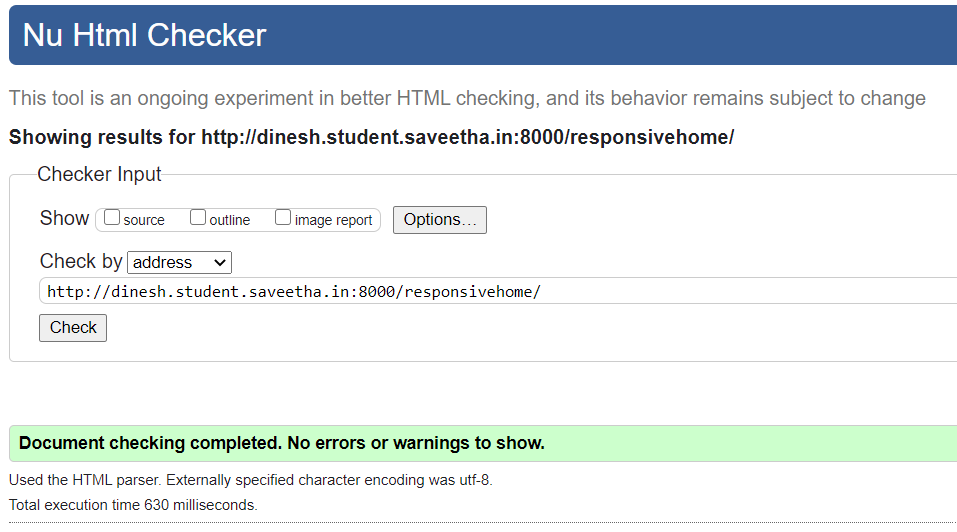 Nu Html Checker
This tool is an ongoing experiment in better HTML checking, and its behavior remains subject to change
Showing results for http://dinesh.student.saveetha.in:8000/responsivehome/
Checker Input
Show source outline image report Options...
Check by address
http://dinesh.student.saveetha.in:8000/responsivehome/
Check
Document checking completed. No errors or warnings to show.
Used the HTML parser. Externally specified character encoding was utf-8.
Total execution time 630 milliseconds.